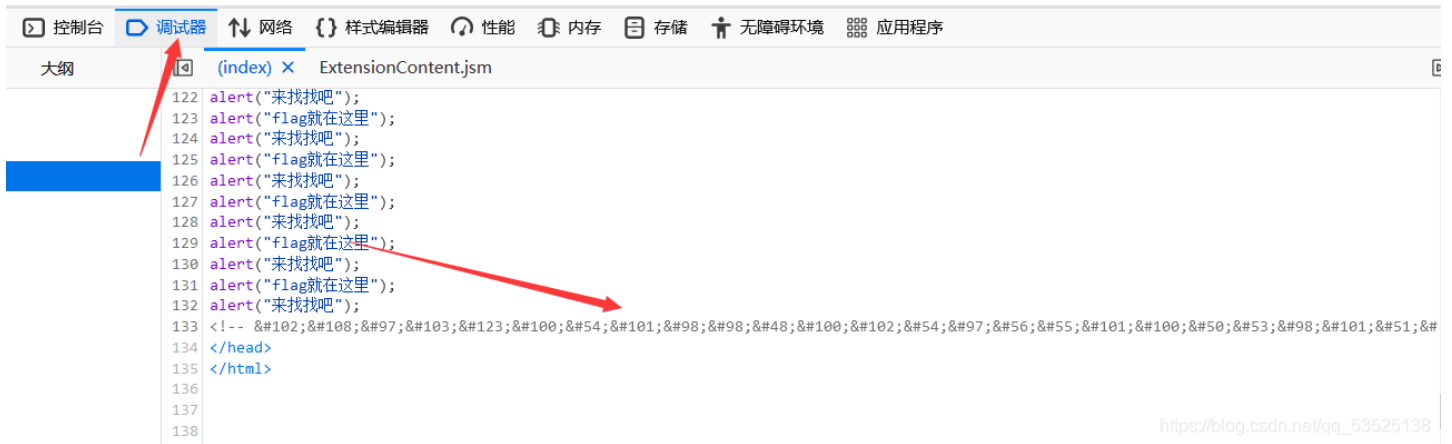 控制台 调试器 网络 {} 样式编辑器 性能 内存 存储 无障碍环境 应用程序
大纲 (index) × ExtensionContent.jsm
122 alert("来找找吧");
123 alert("flag就在这里");
124 alert("来找找吧");
125 alert("flag就在这里");
126 alert("来找找吧");
127 alert("flag就在这里");
128 alert("来找找吧");
129 alert("flag就在这里");
130 alert("来找找吧");
131 alert("flag就在这里");
132 alert("来找找吧");
133 <!-- &#102;&#108;&#97;&#103;&#123;&#100;&#54;&#101;&#98;&#98;&#48;&#100;&#102;&#54;&#97;&#56;&#55;&#101;&#100;&#50;&#53;&#98;&#101;&#51;&#
134 </head>
135 </html>
136
137
138
https://blog.csdn.net/qq_53525138